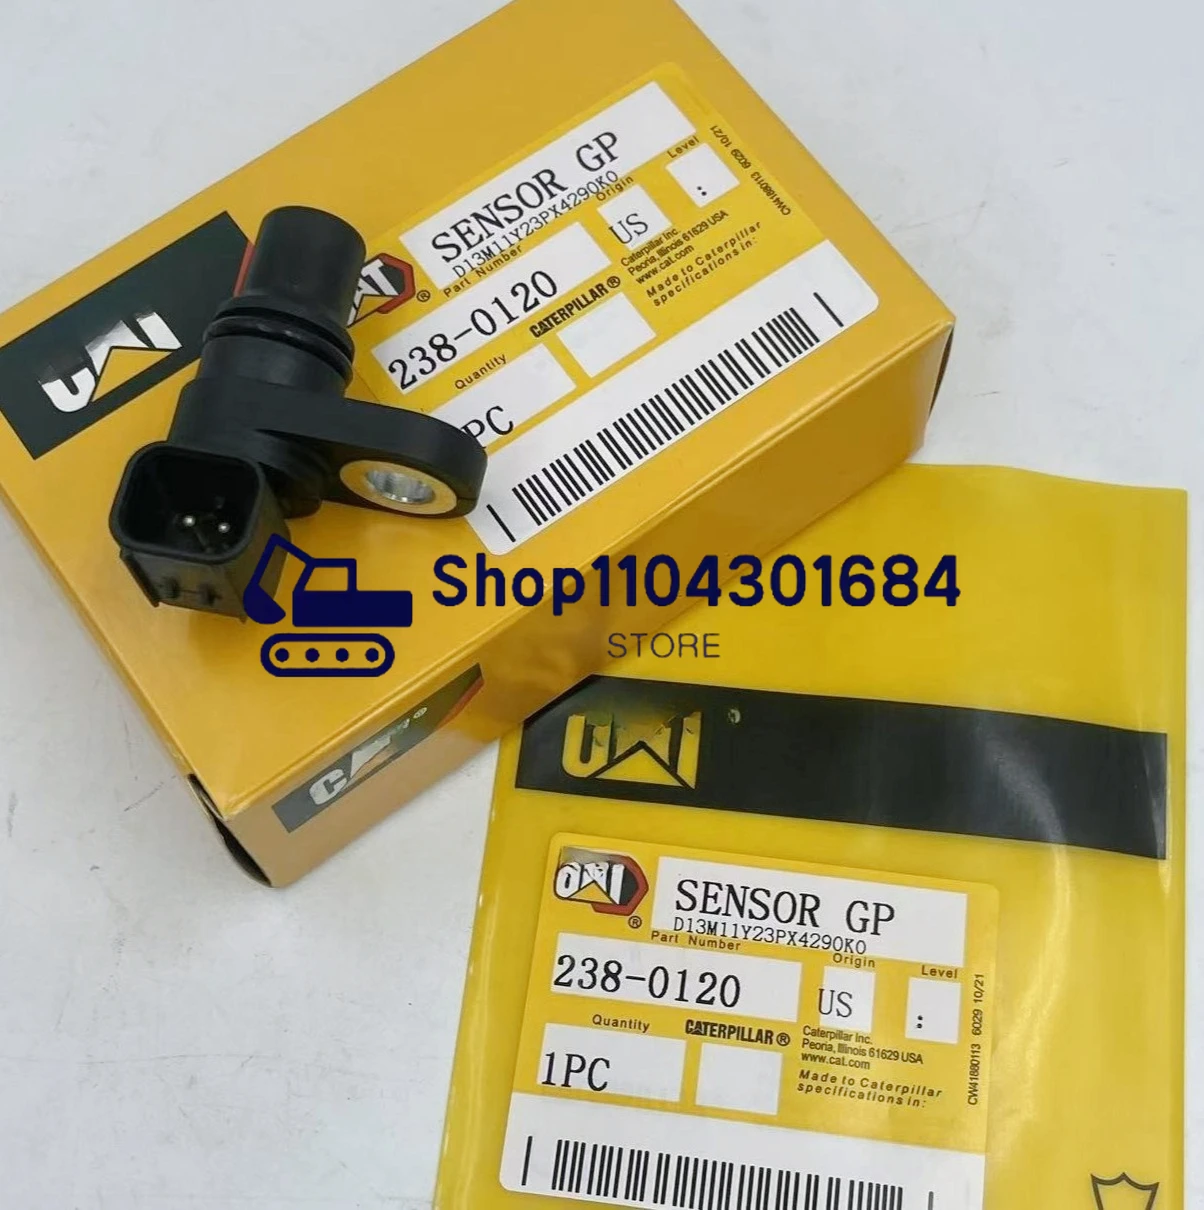 SENSOR GP
D13M11Y23PX4290K0
Part Number
Origin
Level
238-0120
US
:
Caterpillar Inc.
Peoria, Illinois 61629 USA
www.cat.com
Quantity
CATERPILLAR®
Made to Caterpillar
specifications in:
PC
CW41880113 6029 10/21
CAT®
Shop1104301684
STORE
SENSOR GP
D13M11Y23PX4290K0
Part Number
Origin
Level
238-0120
US
:
Quantity
CATERPILLAR®
Caterpillar Inc.
Peoria, Illinois 61629 USA
www.cat.com
1PC
Made to Caterpillar
specifications in:
CW41880113 6029 10/21